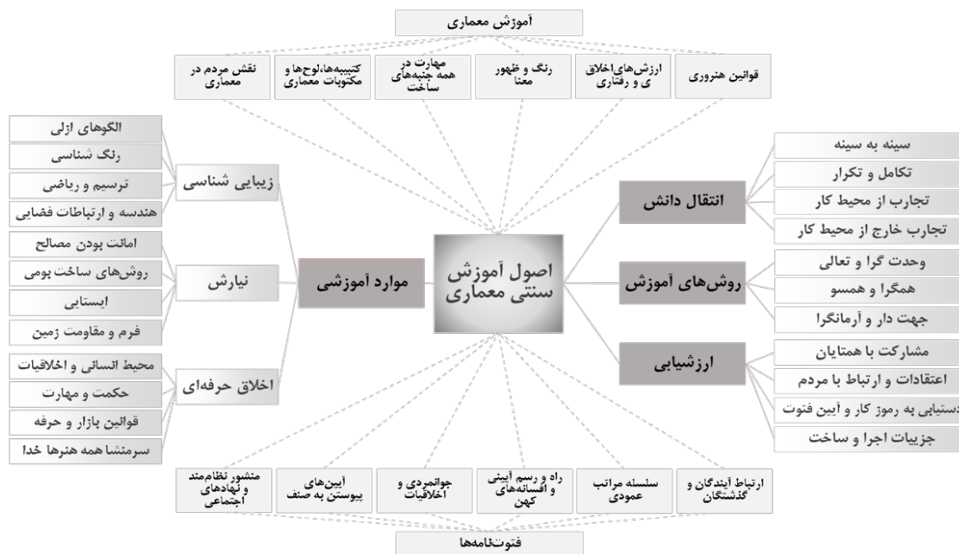 آموزش معماری
قوانین هنروری
ارزش‌های‌اخلاق
ی و رفتاری
رنگ و ظهور
معنا
مهارت در
همه جنبه‌های
ساخت
کتیبه‌ها،لوح‌ها و
مکتوبات معماری
نقش مردم در
معماری
سینه به سینه
تکامل و تکرار
تجارب از محیط کار
تجارب خارج از محیط کار
انتقال دانش
وحدت گرا و تعالی
همگرا و همسو
جهت دار و آرمانگرا
روش‌های آموزش
مشارکت با همتایان
اعتقادات و ارتباط با مردم
دستیابی به رموز کار و آیین فتوت
جزییات اجرا و ساخت
ارزشیابی
اصول آموزش
سنتی معماری
موارد آموزشی
زیبایی شناسی
الگوهای ازلی
رنگ شناسی
ترسیم و ریاضی
هندسه و ارتباطات فضایی
نیارش
امانت بودن مصالح
روش‌های ساخت بومی
ایستایی
فرم و مقاومت زمین
اخلاق حرفه‌ای
محیط انسانی و اخلاقیات
حکمت و مهارت
قوانین بازار و حرفه
سرمنشا همه هنرها خدا
ارتباط آیندگان و
گذشتگان
سلسله مراتب
عمودی
راه و رسم آیینی
و افسانه‌های
کهن
جوانمردی و
اخلاقیات
آیین‌های
پیوستن به صنف
منشور نظام‌مند
و نهادهای
اجتماعی
فتوت‌نامه‌ها